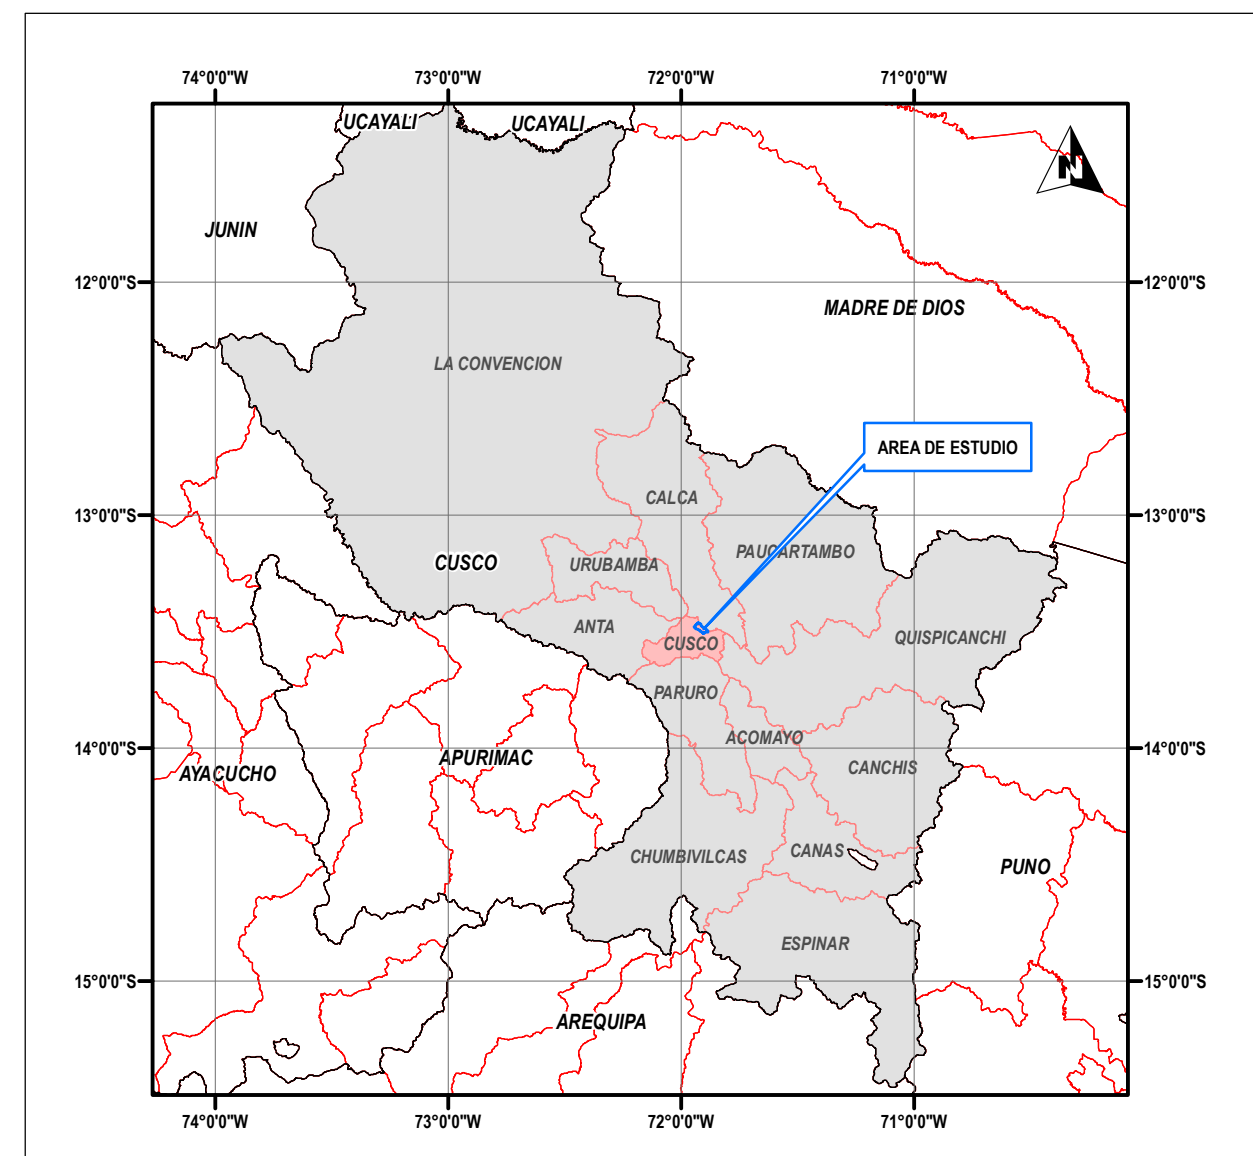 74°0'0"W 73°0'0"W 72°0'0"W 71°0'0"W
UCAYALI UCAYALI
N
JUNIN
12°0'0"S 12°0'0"S
MADRE DE DIOS
LA CONVENCION
AREA DE ESTUDIO
CALCA
13°0'0"S 13°0'0"S
PAUCARTAMBO
CUSCO URUBAMBA
ANTA QUISPICANCHI
CUSCO
PARURO
ACOMAYO
14°0'0"S 14°0'0"S
APURIMAC CANCHIS
AYACUCHO
CHUMBIVILCAS CANAS
PUNO
ESPINAR
15°0'0"S 15°0'0"S
AREQUIPA
74°0'0"W 73°0'0"W 72°0'0"W 71°0'0"W